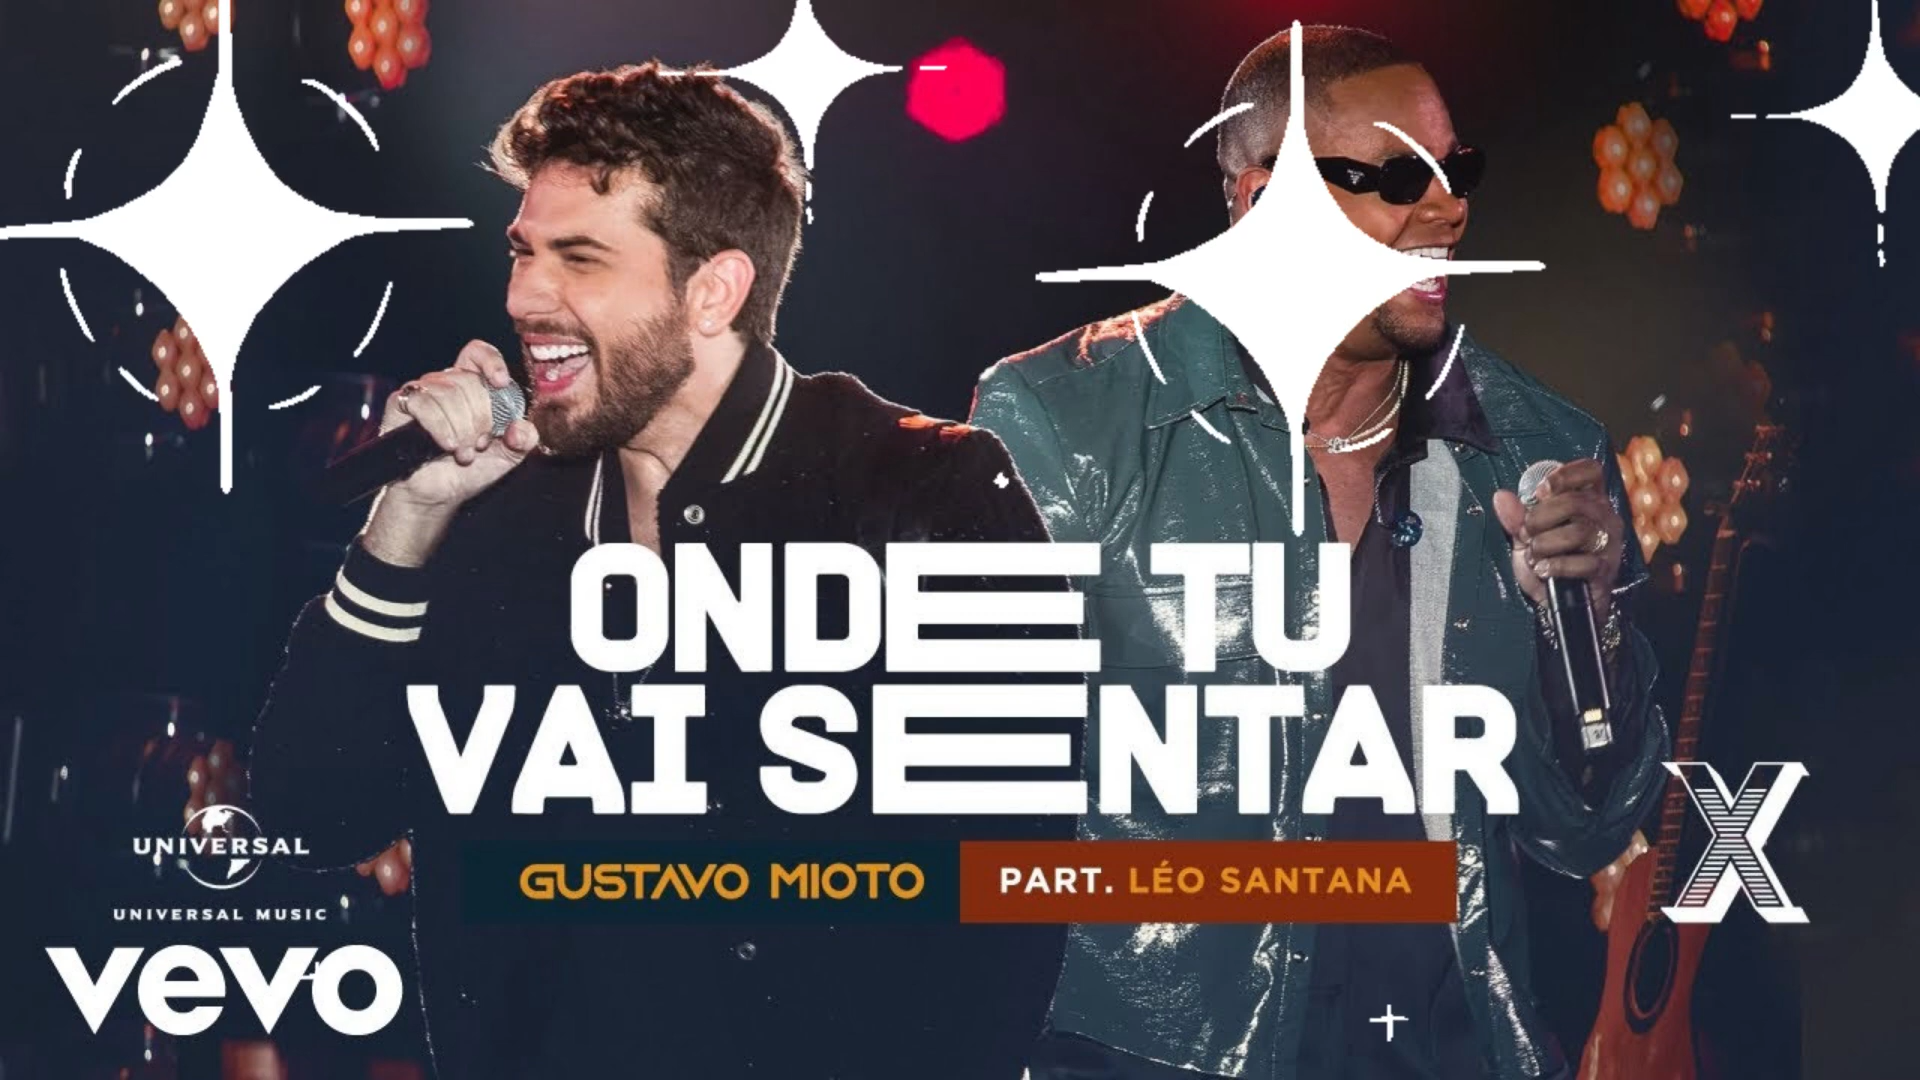 ONDE TU
VAI SENTAR
GUSTAVO MIOTO
PART. LÉO SANTANA
X
UNIVERSAL
UNIVERSAL MUSIC
vevo